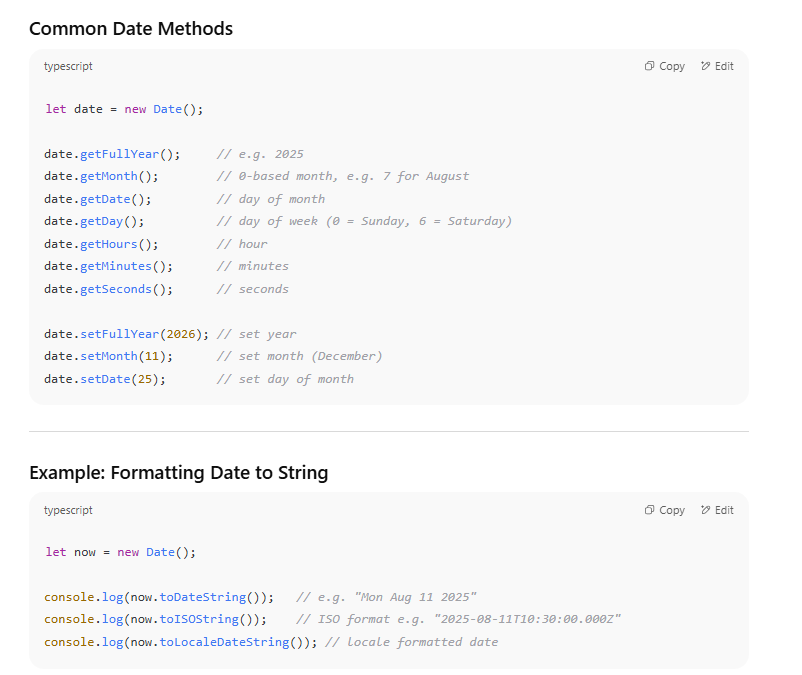 Common Date Methods
typescript
Copy
Edit
let date = new Date();
date.getFullYear();     // e.g. 2025
date.getMonth();        // 0-based month, e.g. 7 for August
date.getDate();         // day of month
date.getDay();          // day of week (0 = Sunday, 6 = Saturday)
date.getHours();        // hour
date.getMinutes();      // minutes
date.getSeconds();      // seconds
date.setFullYear(2026); // set year
date.setMonth(11);      // set month (December)
date.setDate(25);       // set day of month
Example: Formatting Date to String
typescript
Copy
Edit
let now = new Date();
console.log(now.toDateString());   // e.g. "Mon Aug 11 2025"
console.log(now.toISOString());    // ISO format e.g. "2025-08-11T10:30:00.000Z"
console.log(now.toLocaleDateString()); // locale formatted date